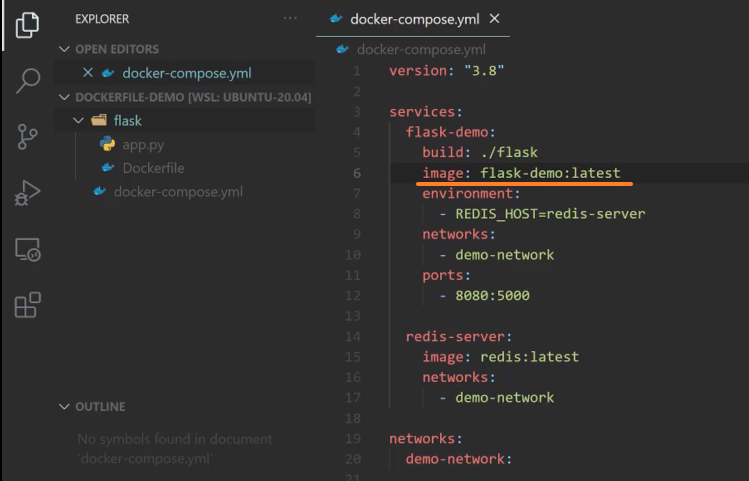 EXPLORER
OPEN EDITORS
docker-compose.yml
DOCKERFILE-DEMO [WSL: UBUNTU-20.04]
flask
app.py
Dockerfile
docker-compose.yml
OUTLINE
No symbols found in document
'docker-compose.yml'
docker-compose.yml
docker-compose.yml
1 version: "3.8"
2
3 services:
4 flask-demo:
5 build: ./flask
6 image: flask-demo:latest
7 environment:
8 - REDIS_HOST=redis-server
9 networks:
10 - demo-network
11 ports:
12 - 8080:5000
13
14 redis-server:
15 image: redis:latest
16 networks:
17 - demo-network
18
19 networks:
20 demo-network:
21